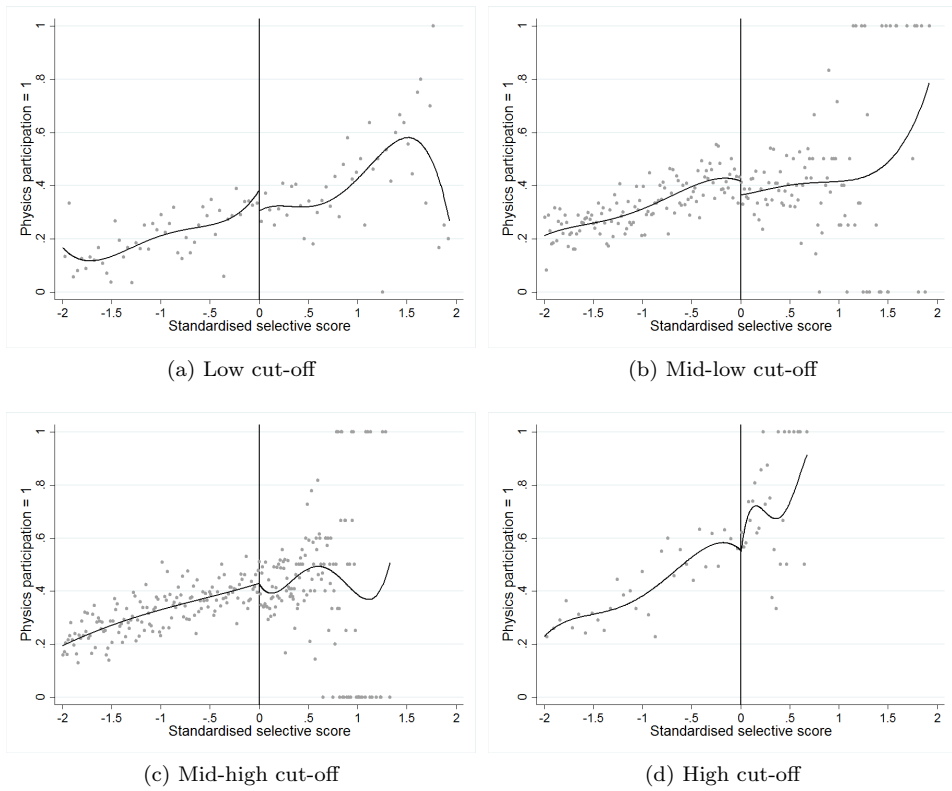 Physics participation = 1
0 .2 .4 .6 .8 1
-2 -1.5 -1 -.5 0 .5 1 1.5 2
Standardised selective score
(a) Low cut-off
Physics participation = 1
0 .2 .4 .6 .8 1
-2 -1.5 -1 -.5 0 .5 1 1.5 2
Standardised selective score
(b) Mid-low cut-off
Physics participation = 1
0 .2 .4 .6 .8 1
-2 -1.5 -1 -.5 0 .5 1 1.5 2
Standardised selective score
(c) Mid-high cut-off
Physics participation = 1
0 .2 .4 .6 .8 1
-2 -1.5 -1 -.5 0 .5 1 1.5 2
Standardised selective score
(d) High cut-off